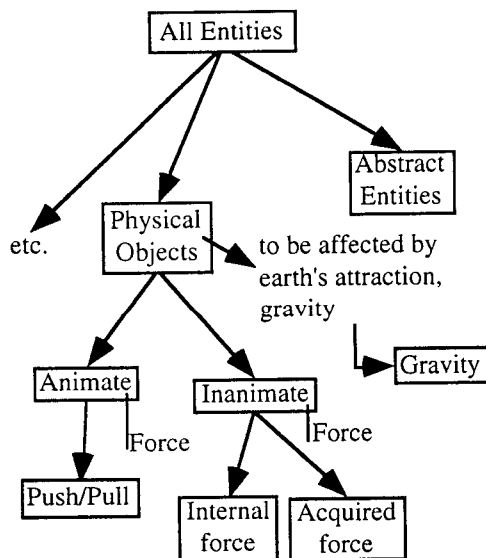 All Entities
Abstract
Entities
etc.
Physical
Objects
to be affected by
earth's attraction,
gravity
Gravity
Animate
Inanimate
Force
Force
Push/Pull
Internal
force
Acquired
force